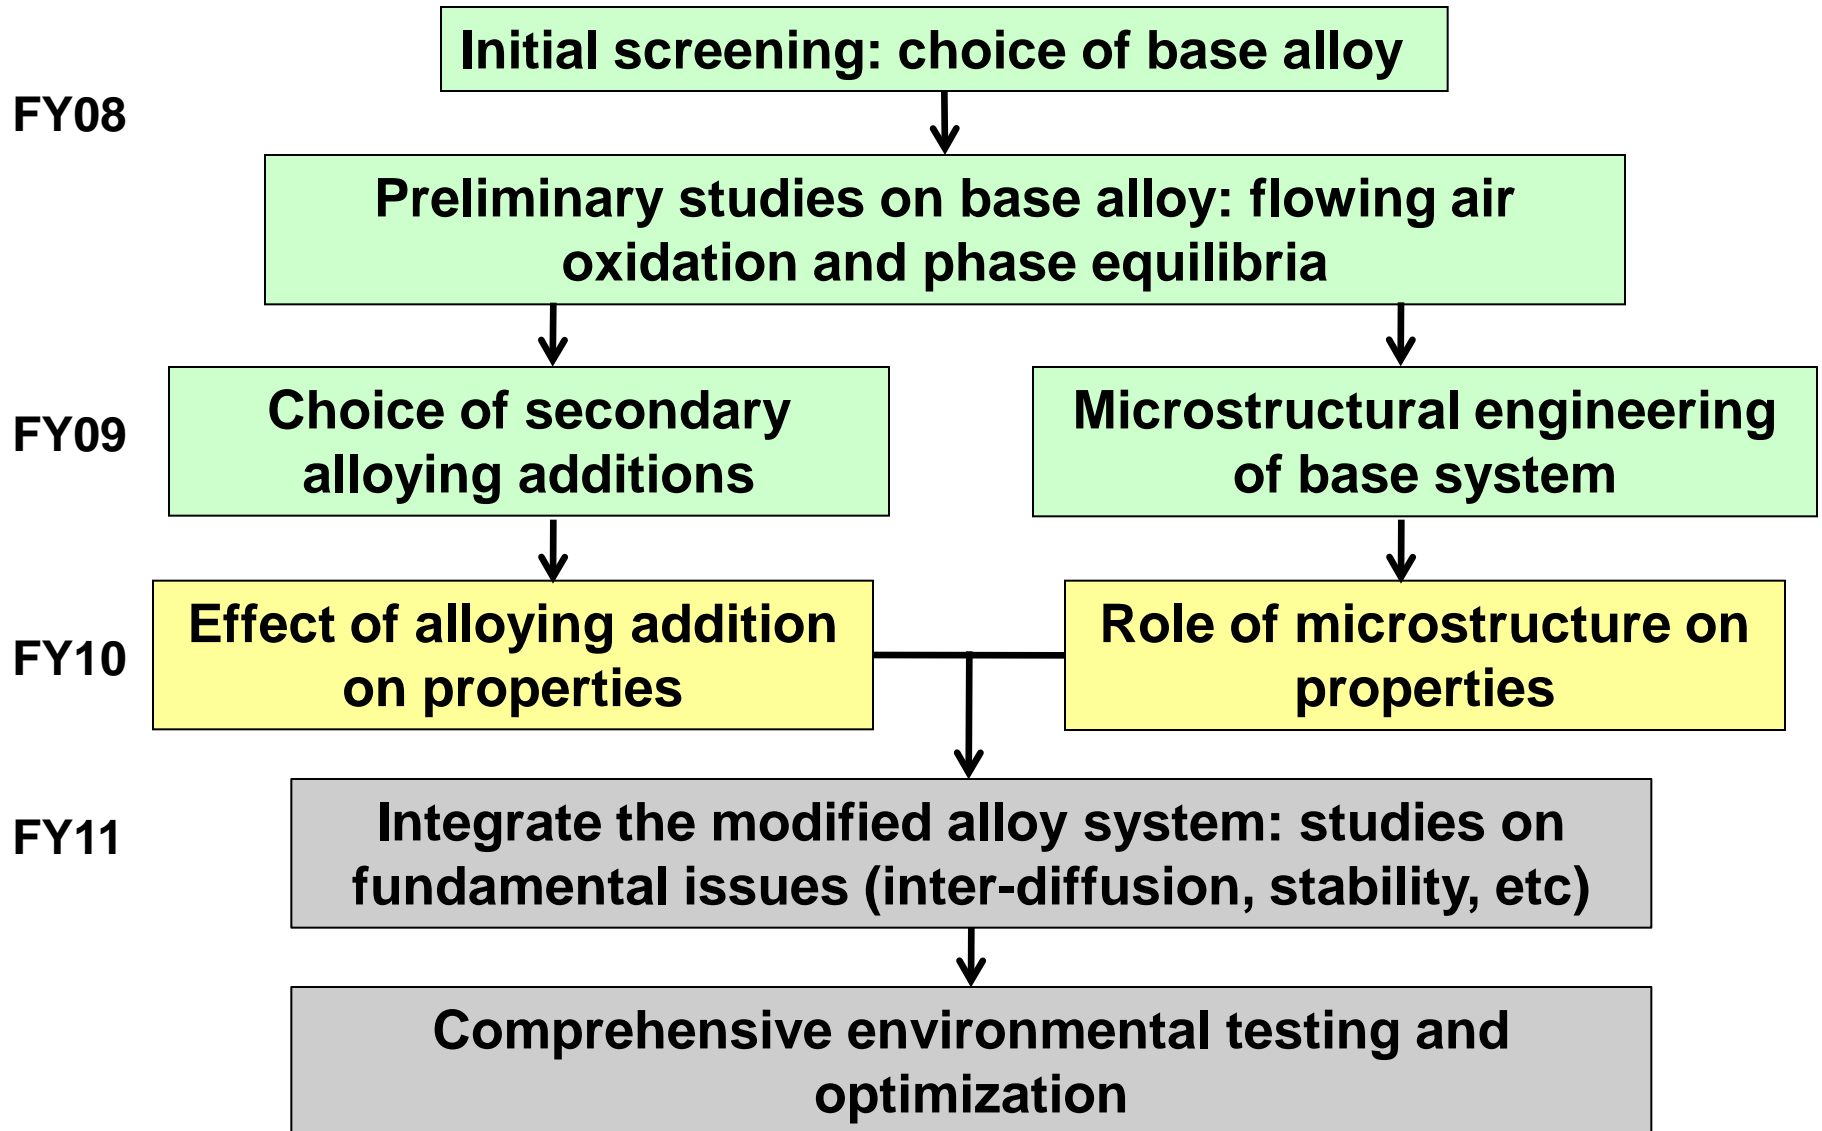 Initial screening: choice of base alloy
FY08
Preliminary studies on base alloy: flowing air
oxidation and phase equilibria
FY09
Choice of secondary
alloying additions
Microstructural engineering
of base system
FY10
Effect of alloying addition
on properties
Role of microstructure on
properties
FY11
Integrate the modified alloy system: studies on
fundamental issues (inter-diffusion, stability, etc)
Comprehensive environmental testing and
optimization